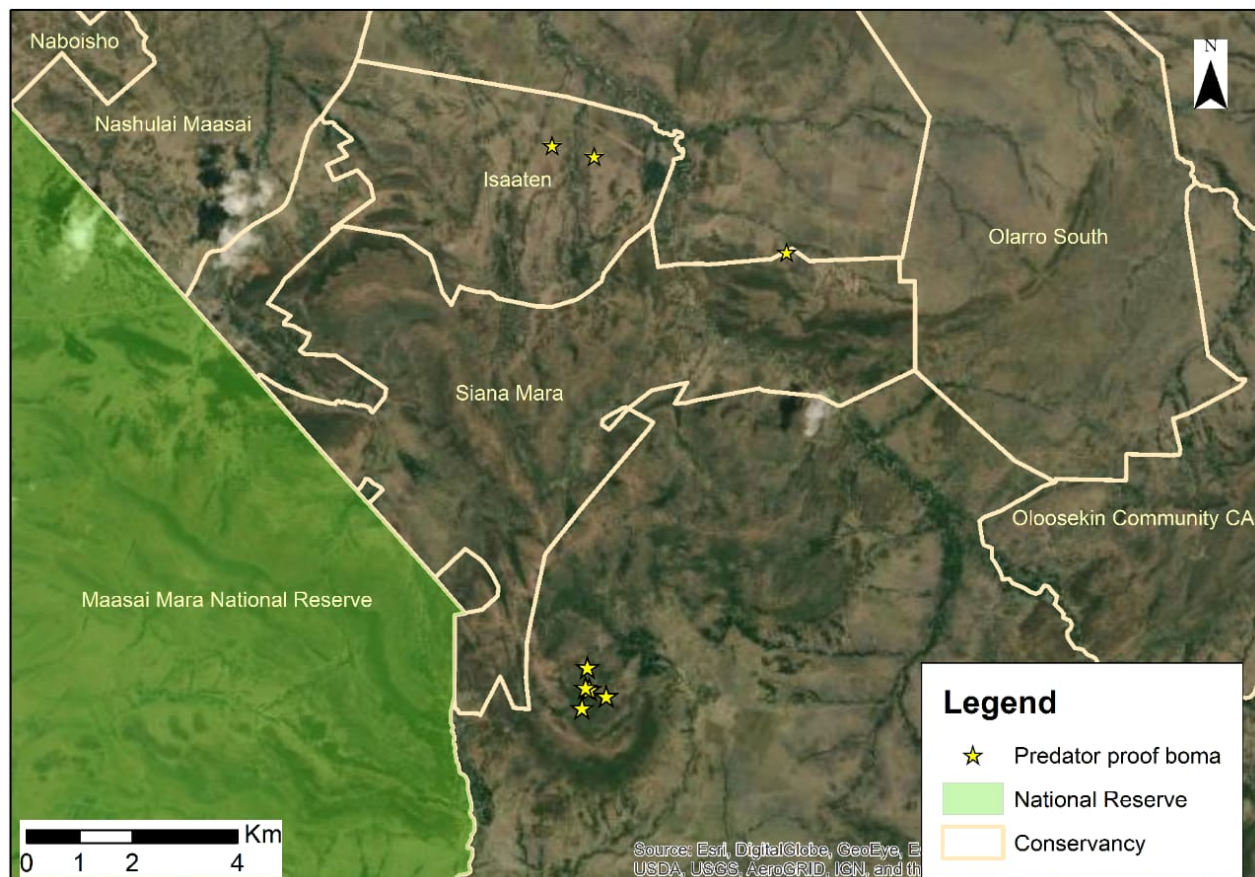 Naboisho
N
Nashulai Maasai
Isaaten
Olarro South
Siana Mara
Oloosekin Community CA
Maasai Mara National Reserve
Legend
Predator proof boma
National Reserve
Conservancy
Km
0 1 2 4
Source: Esri, DigitalGlobe, GeoEye,
USDA, USGS, AeroGRID, IGN, and